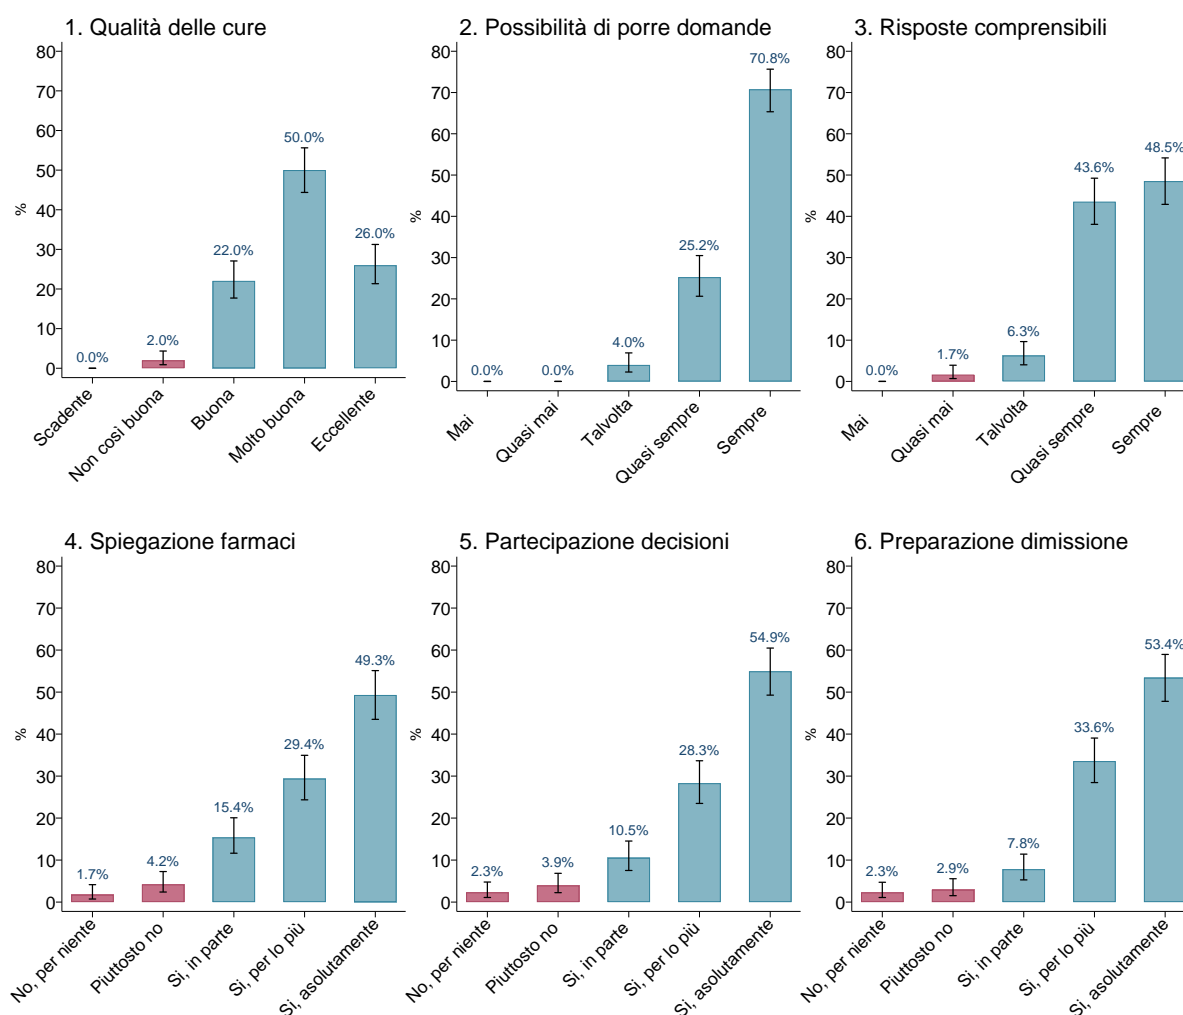 1. Qualità delle cure
80
70
60
50
40
30
20
10
0
%
0.0%
2.0%
22.0%
50.0%
26.0%
Scadente
Non così buona
Buona
Molto buona
Eccellente
2. Possibilità di porre domande
80
70
60
50
40
30
20
10
0
%
0.0%
0.0%
4.0%
25.2%
70.8%
Mai
Quasi mai
Talvolta
Quasi sempre
Sempre
3. Risposte comprensibili
80
70
60
50
40
30
20
10
0
%
0.0%
1.7%
6.3%
43.6%
48.5%
Mai
Quasi mai
Talvolta
Quasi sempre
Sempre
4. Spiegazione farmaci
80
70
60
50
40
30
20
10
0
%
1.7%
4.2%
15.4%
29.4%
49.3%
No, per niente
Piuttosto no
Si, in parte
Si, per lo più
Si, asolutamente
5. Partecipazione decisioni
80
70
60
50
40
30
20
10
0
%
2.3%
3.9%
10.5%
28.3%
54.9%
No, per niente
Piuttosto no
Si, in parte
Si, per lo più
Si, asolutamente
6. Preparazione dimissione
80
70
60
50
40
30
20
10
0
%
2.3%
2.9%
7.8%
33.6%
53.4%
No, per niente
Piuttosto no
Si, in parte
Si, per lo più
Si, asolutamente